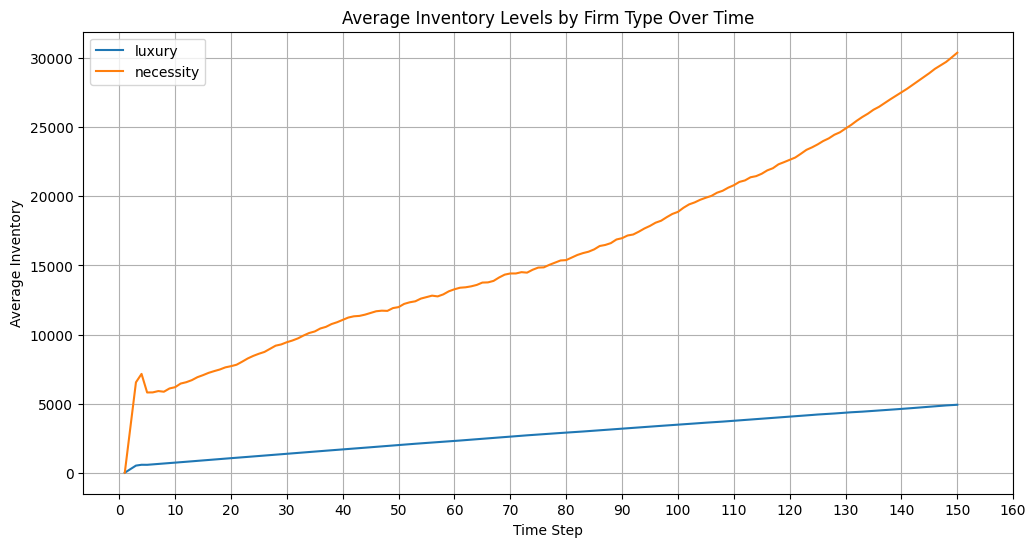 Average Inventory Levels by Firm Type Over Time
luxury
necessity
30000
25000
20000
15000
10000
5000
0
Average Inventory
0 10 20 30 40 50 60 70 80 90 100 110 120 130 140 150 160
Time Step